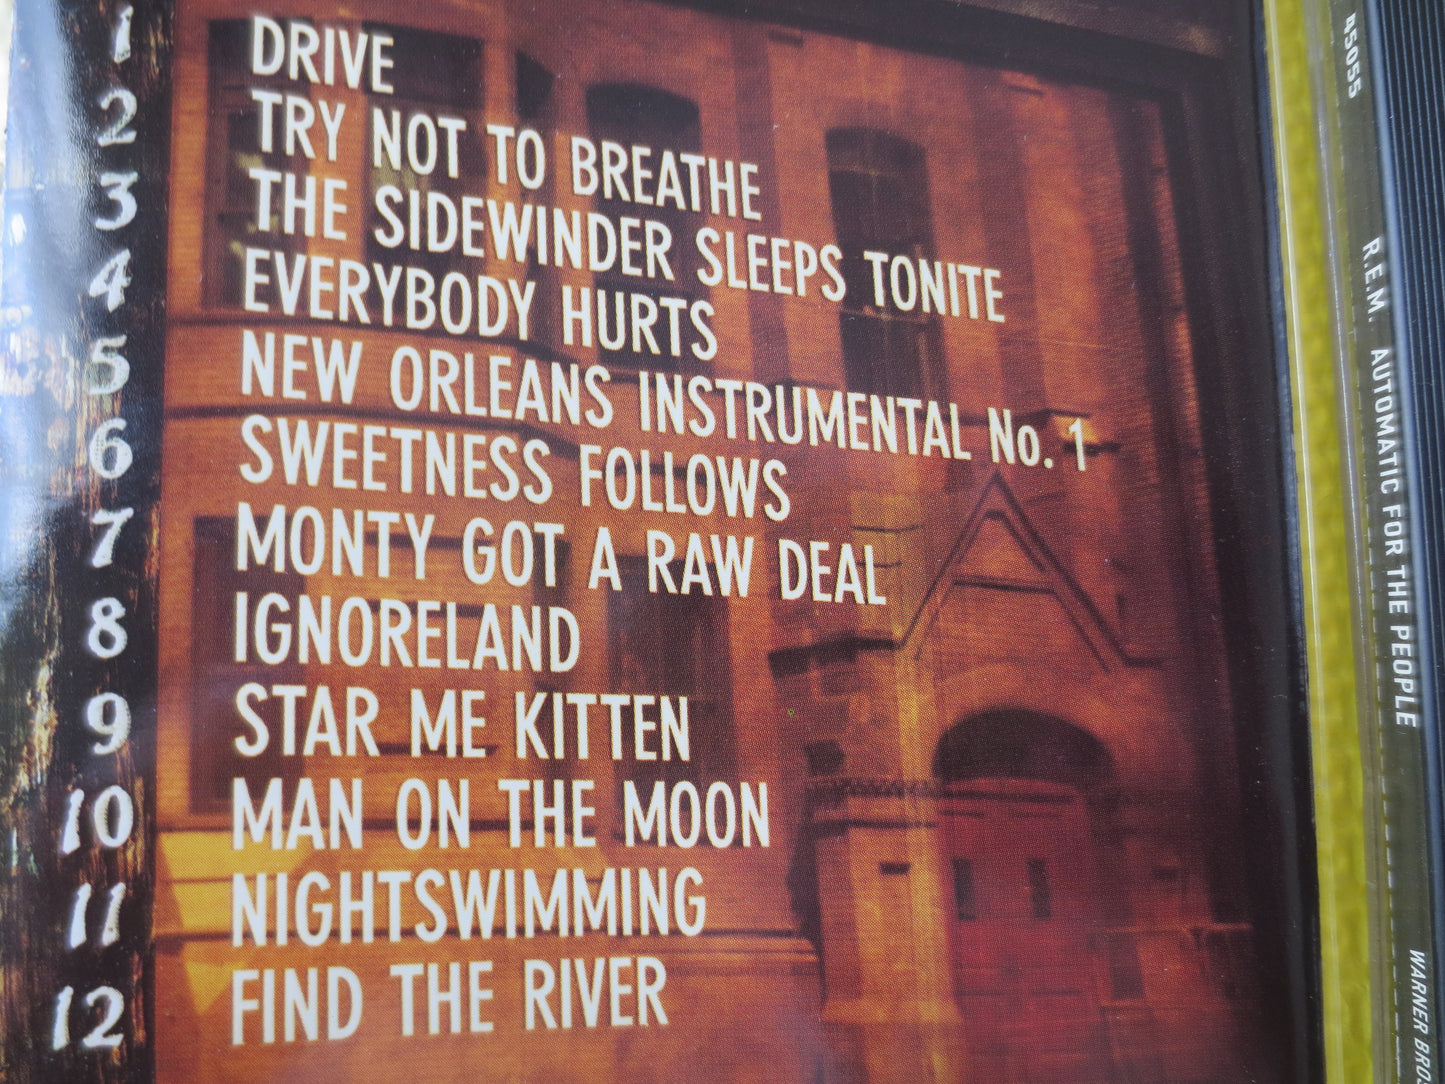 1 DRIVE
2 TRY NOT TO BREATHE
3 THE SIDEWINDER SLEEPS TONITE
4 EVERYBODY HURTS
5 NEW ORLEANS INSTRUMENTAL No. 1
6 SWEETNESS FOLLOWS
7 MONTY GOT A RAW DEAL
8 IGNORELAND
9 STAR ME KITTEN
10 MAN ON THE MOON
11 NIGHTSWIMMING
12 FIND THE RIVER
45055 R.E.M. AUTOMATIC FOR THE PEOPLE WARNER BROS